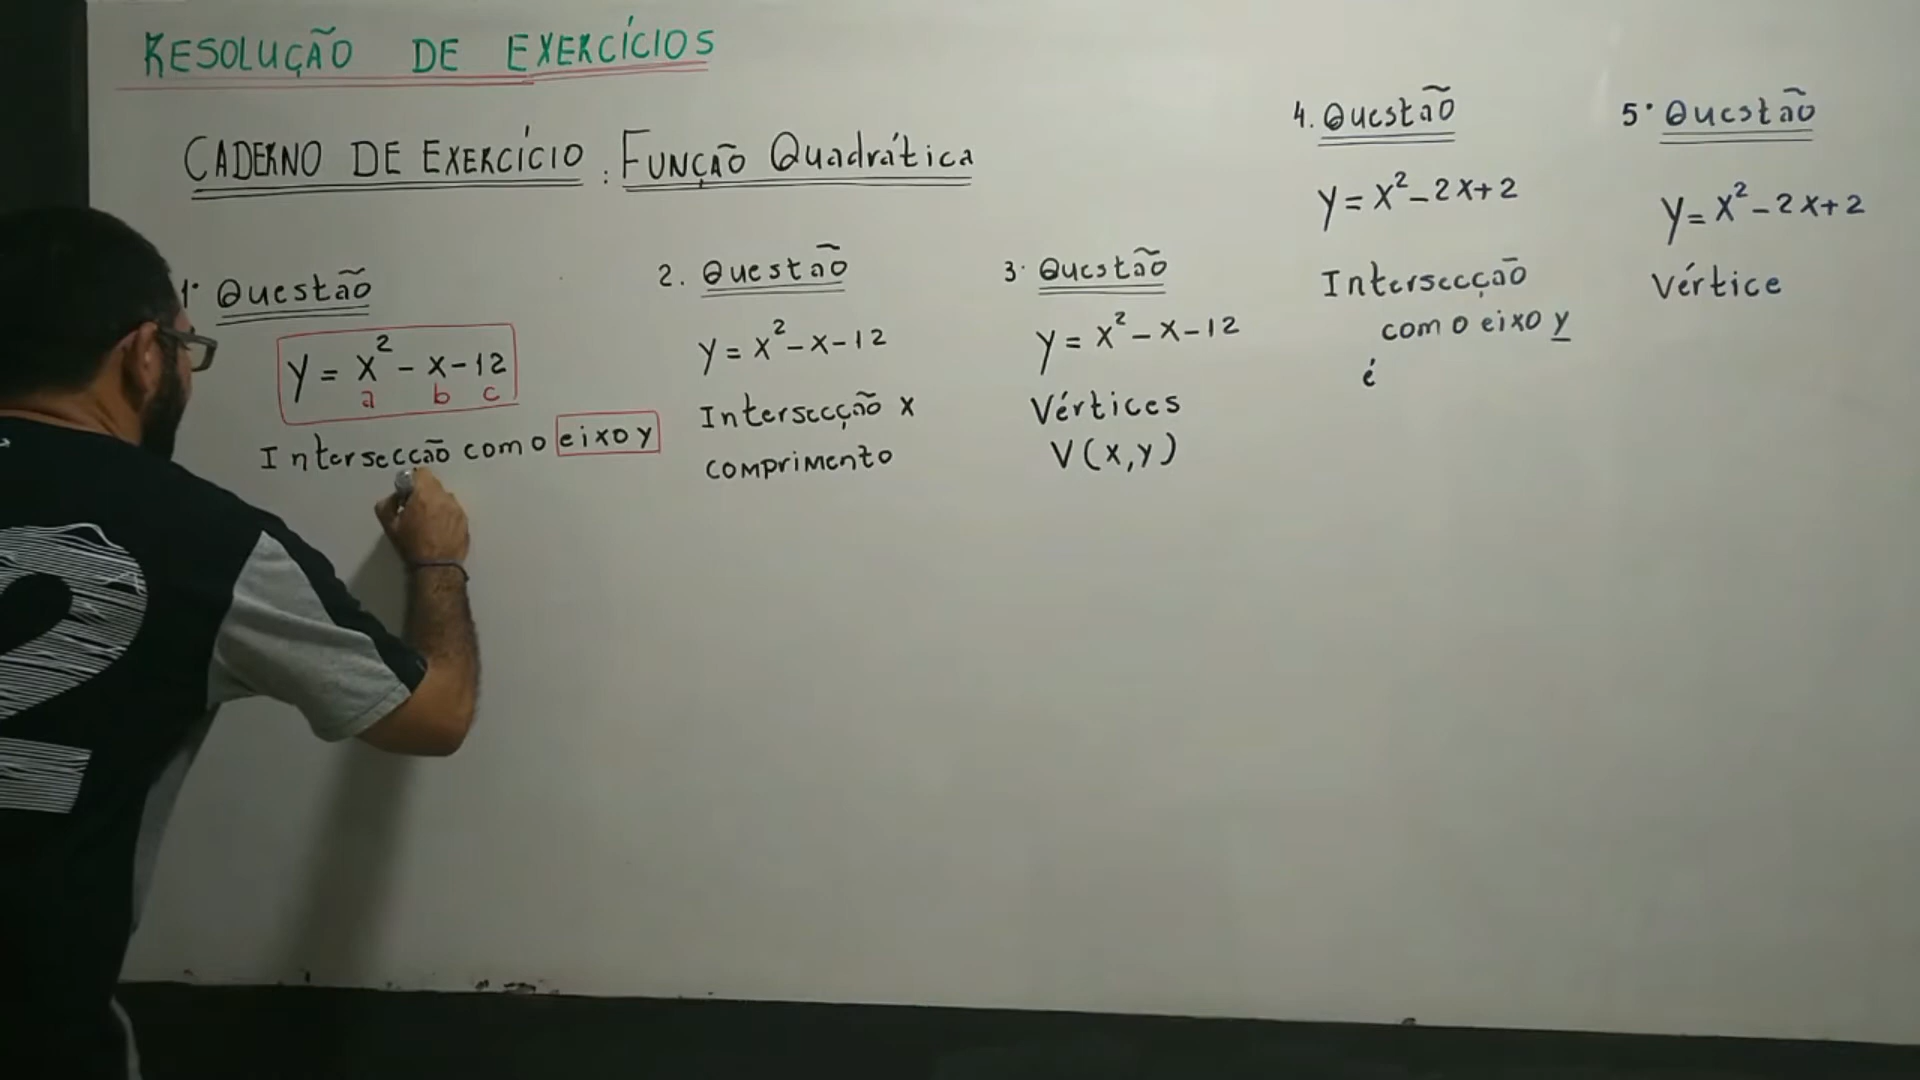 RESOLUÇÃO DE EXERCÍCIOS
CADERNO DE EXERCÍCIO : FUNÇÃO Quadrática
1• Questão
y = x² - x - 12
a b c
Intersecção com o eixo y
2. Questão
y = x² - x - 12
Intersecção x
comprimento
3• Questão
y = x² - x - 12
Vértices
V(x,y)
4. Questão
y = x² - 2x + 2
Intersecção
com o eixo y
é
5• Questão
y = x² - 2x + 2
Vértice
2